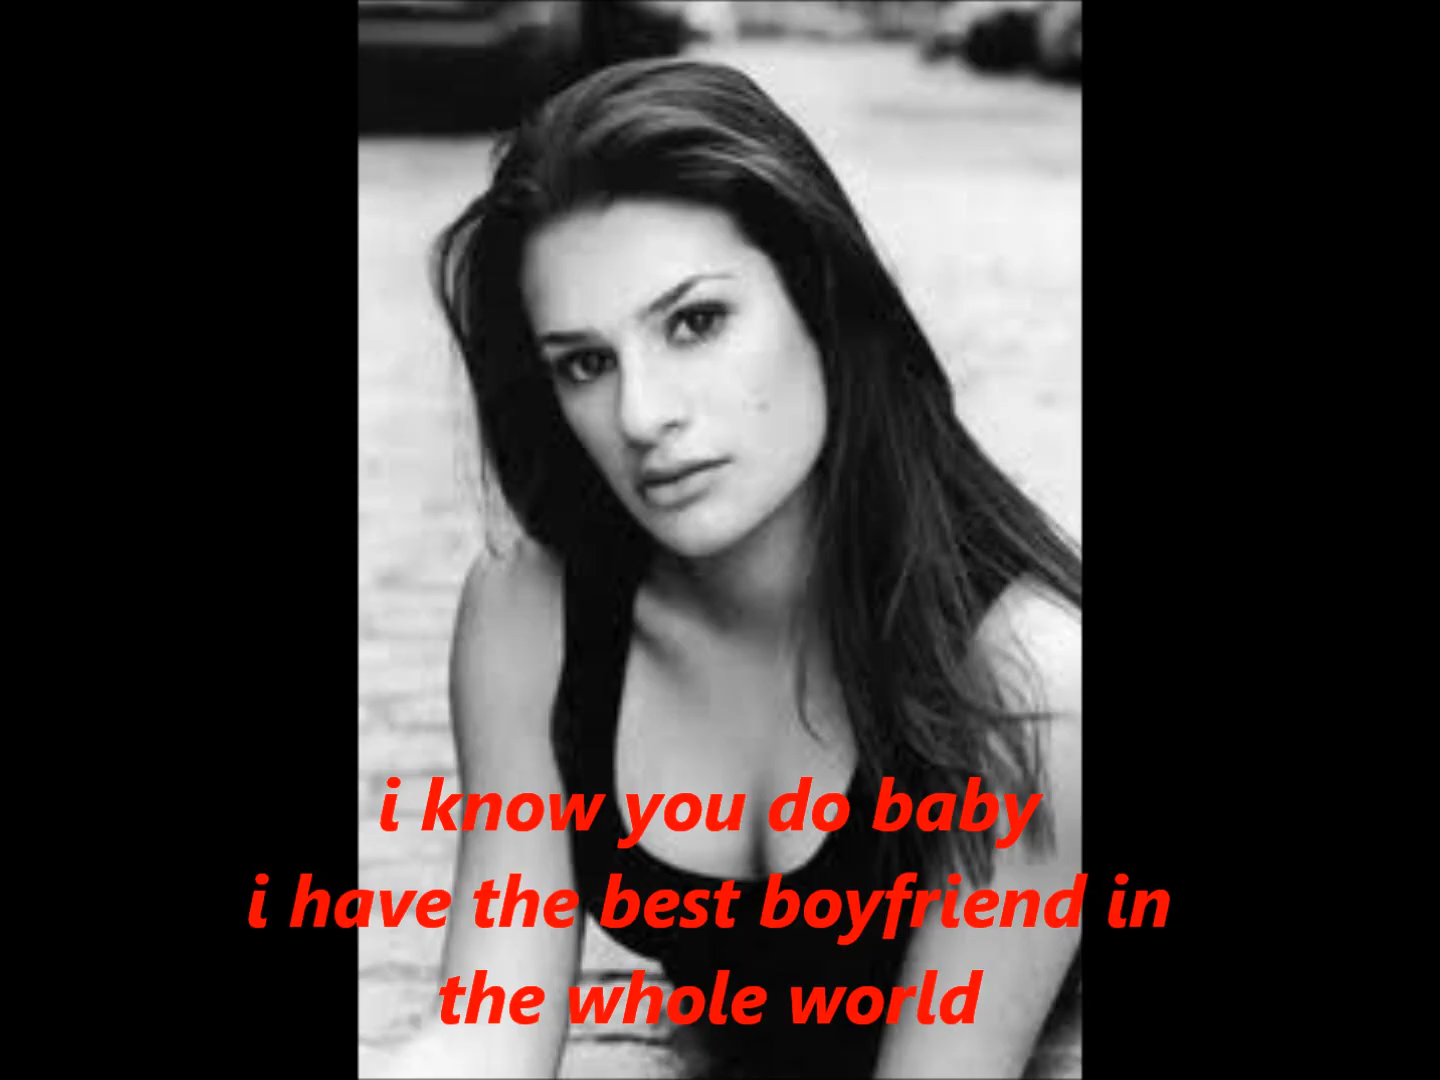 i know you do baby
i have the best boyfriend in
the whole world